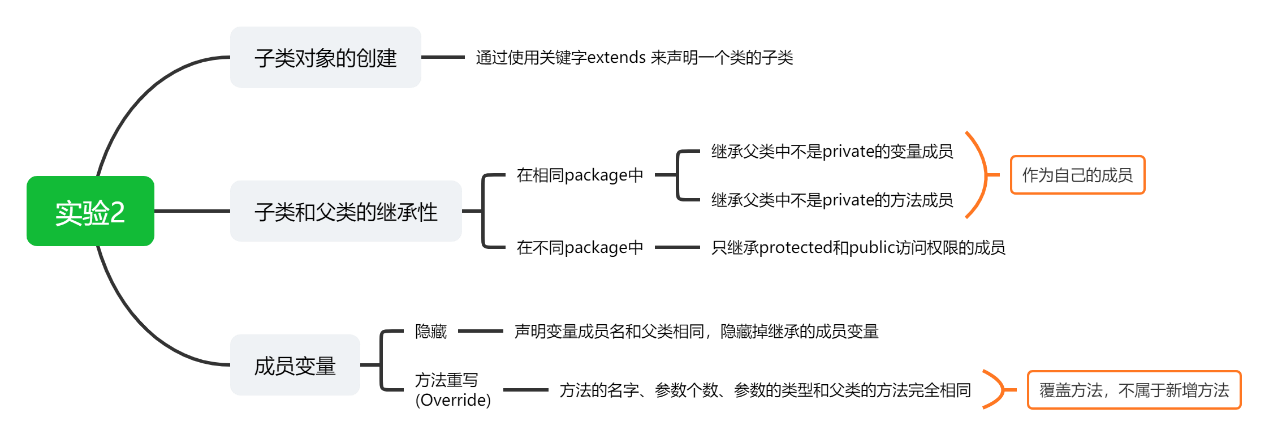 实验2
子类对象的创建
通过使用关键字extends 来声明一个类的子类
子类和父类的继承性
在相同package中
继承父类中不是private的变量成员
继承父类中不是private的方法成员
作为自己的成员
在不同package中
只继承protected和public访问权限的成员
成员变量
隐藏
声明变量成员名和父类相同，隐藏掉继承的成员变量
方法重写
(Override)
方法的名字、参数个数、参数的类型和父类的方法完全相同
覆盖方法，不属于新增方法